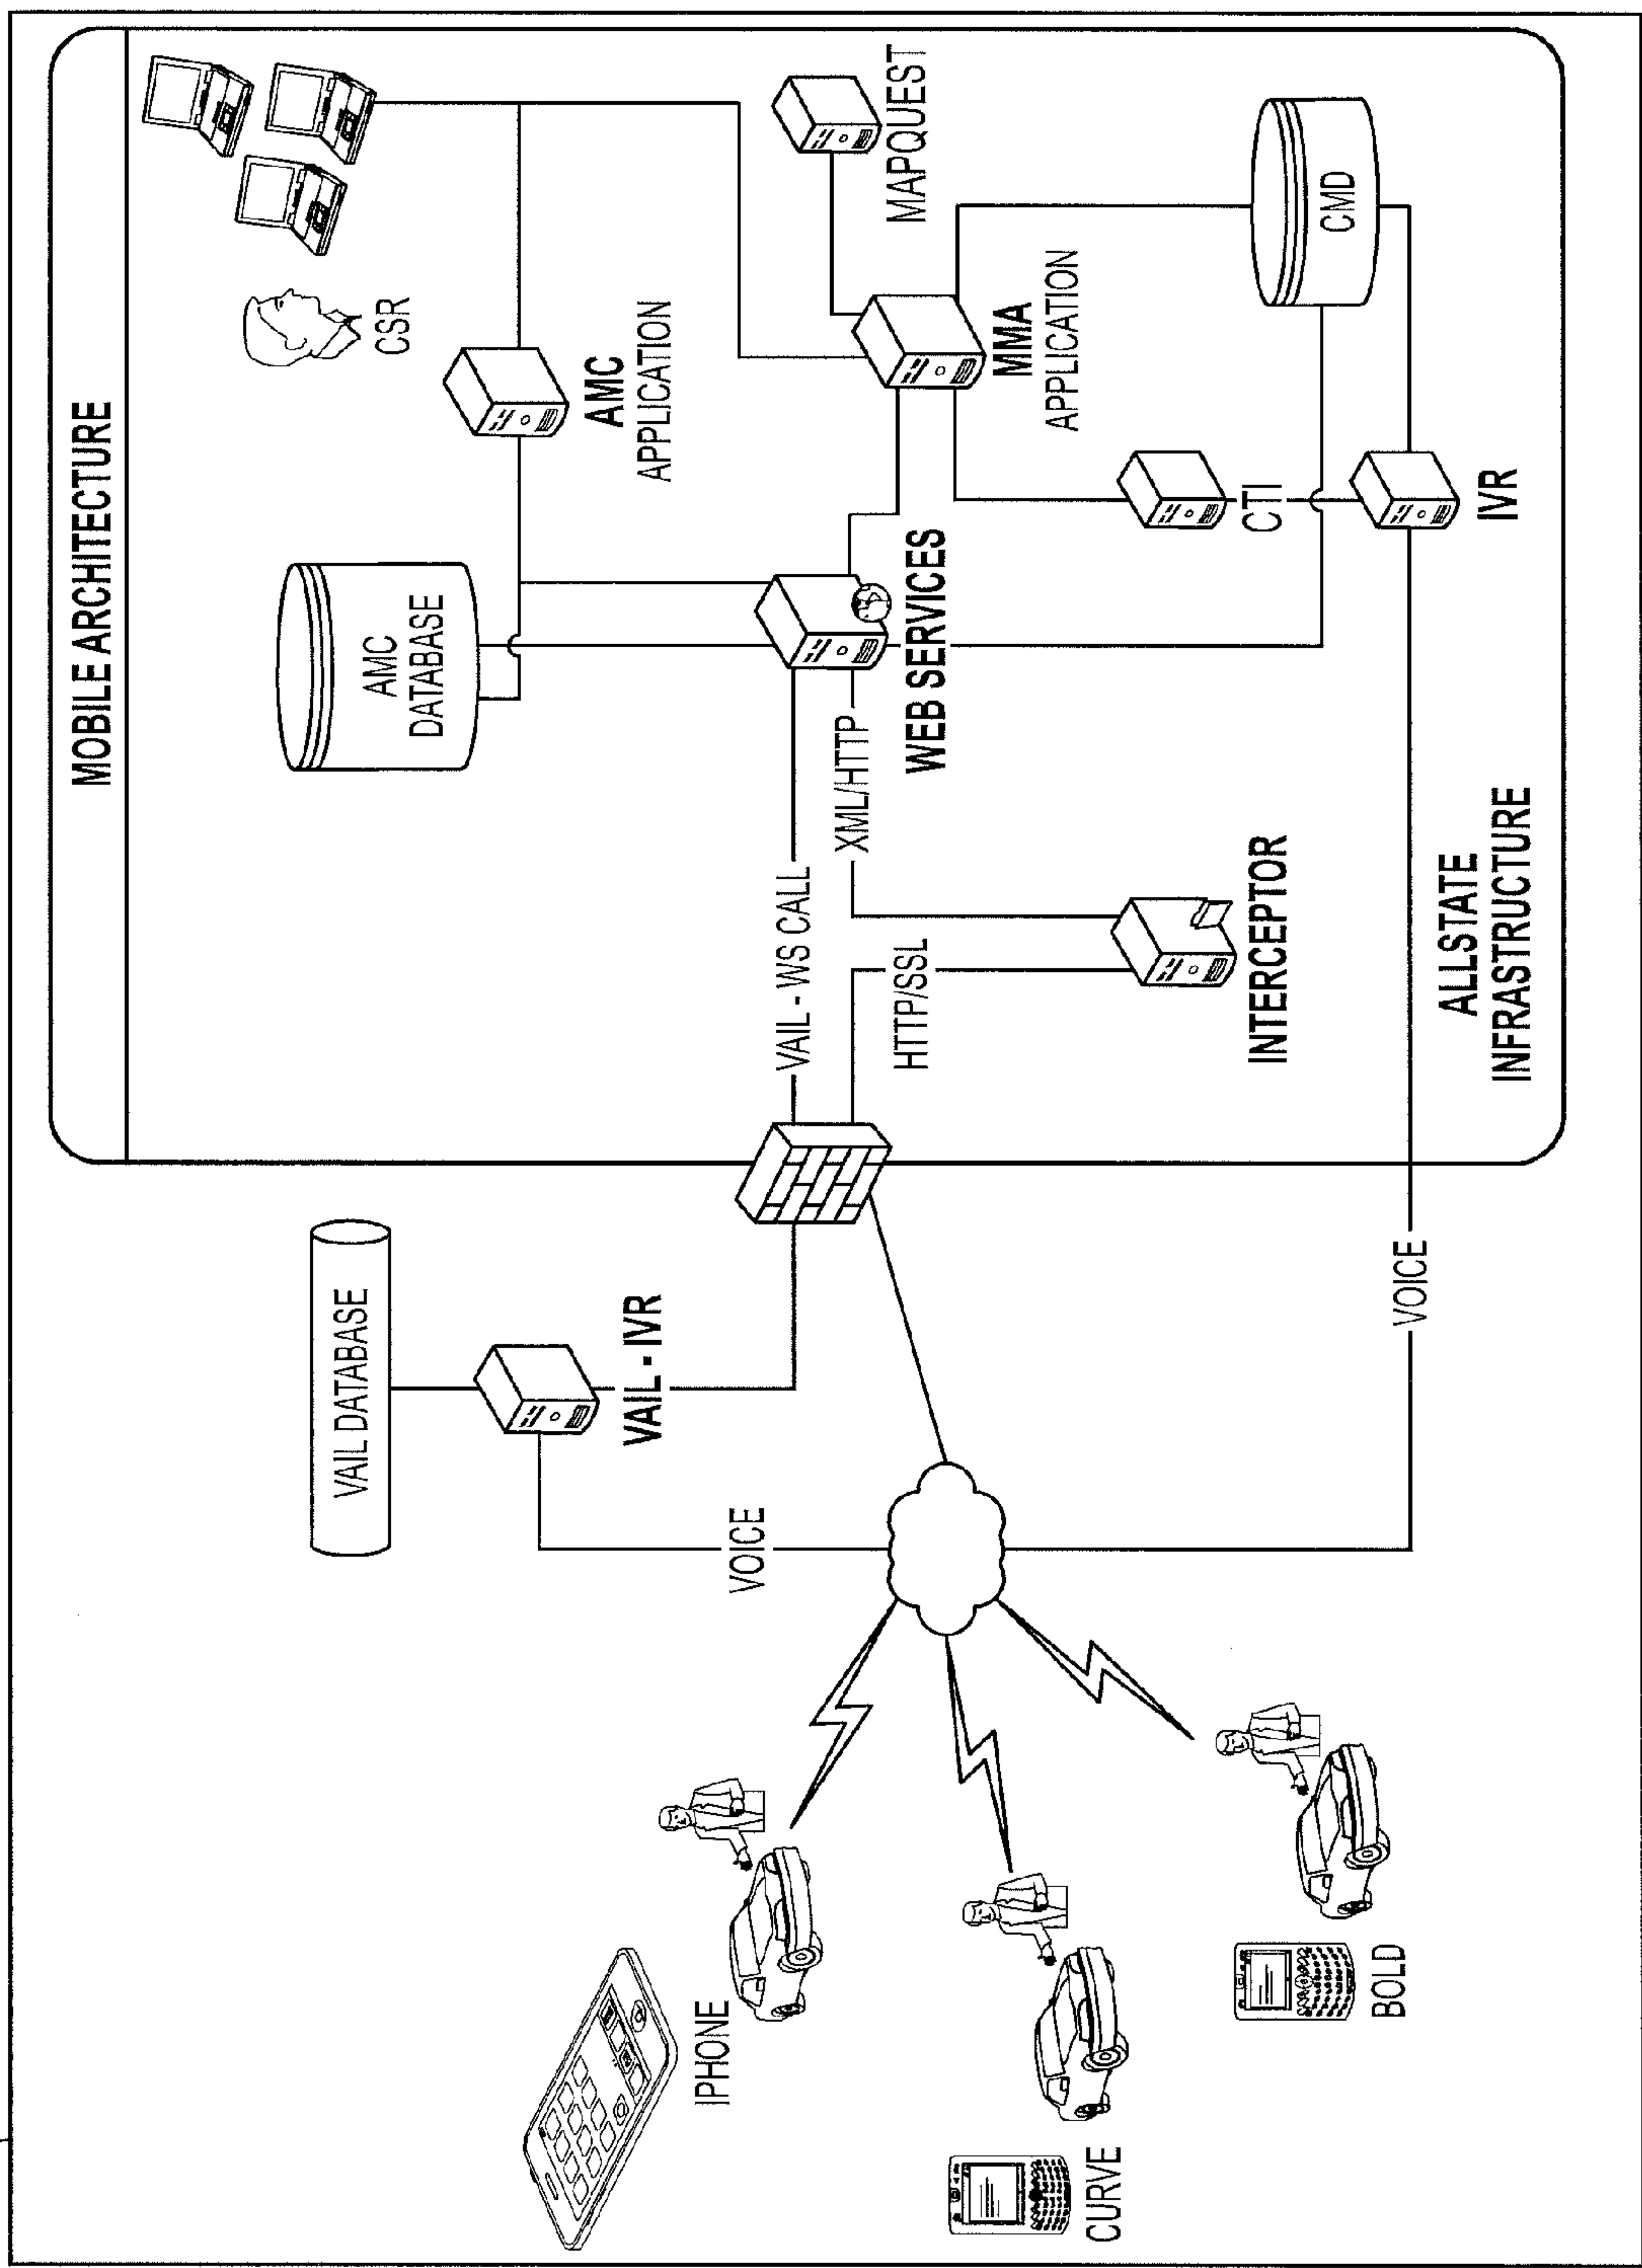 MOBILE ARCHITECTURE
VAIL DATABASE
AMC
DATABASE
CSR
VAIL - IVR
AMC
APPLICATION
IPHONE
VOICE
VAIL - WS CALL
XML/HTTP
HTTP/SSL
WEB SERVICES
MAPQUEST
MMA
APPLICATION
CURVE
INTERCEPTOR
CTI
CMD
BOLD
VOICE
IVR
ALLSTATE
INFRASTRUCTURE